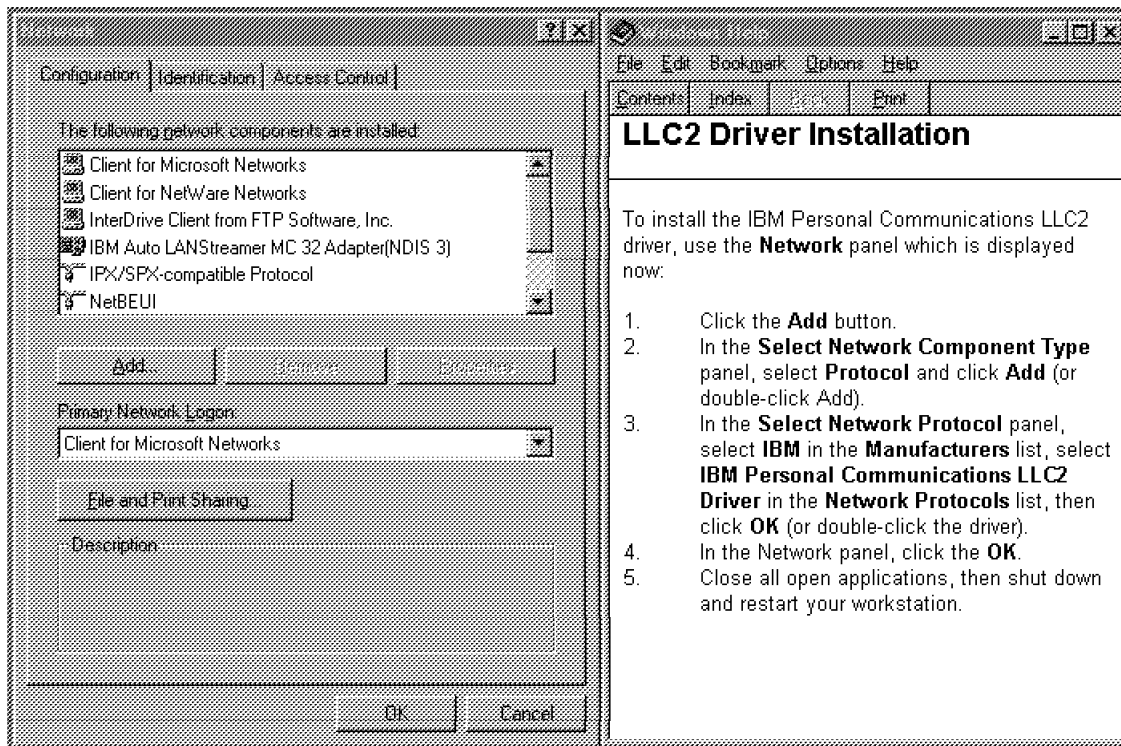 Network
Configuration Identification Access Control
The following network components are installed:
Client for Microsoft Networks
Client for NetWare Networks
InterDrive Client from FTP Software, Inc.
IBM Auto LANStreamer MC 32 Adapter(NDIS 3)
IPX/SPX-compatible Protocol
NetBEUI
Add... Remove Properties
Primary Network Logon:
Client for Microsoft Networks
File and Print Sharing...
Description
OK Cancel
Windows Help
File Edit Bookmark Options Help
Contents Index Back Print
LLC2 Driver Installation
To install the IBM Personal Communications LLC2
driver, use the Network panel which is displayed
now:
1. Click the Add button.
2. In the Select Network Component Type
panel, select Protocol and click Add (or
double-click Add).
3. In the Select Network Protocol panel,
select IBM in the Manufacturers list, select
IBM Personal Communications LLC2
Driver in the Network Protocols list, then
click OK (or double-click the driver).
4. In the Network panel, click the OK.
5. Close all open applications, then shut down
and restart your workstation.